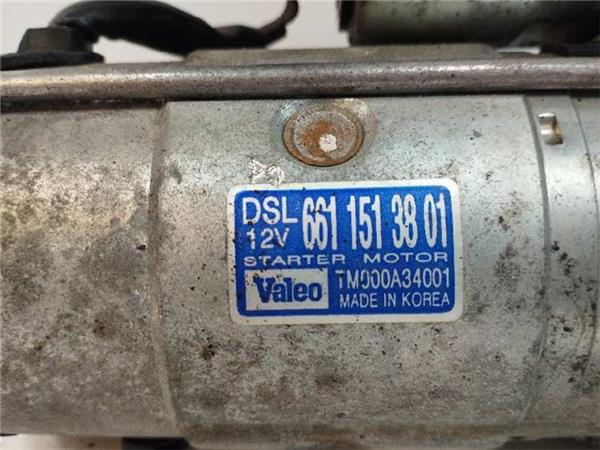 DSL 661 151 38 01
12V
STARTER MOTOR
Valeo TM000A34001
MADE IN KOREA